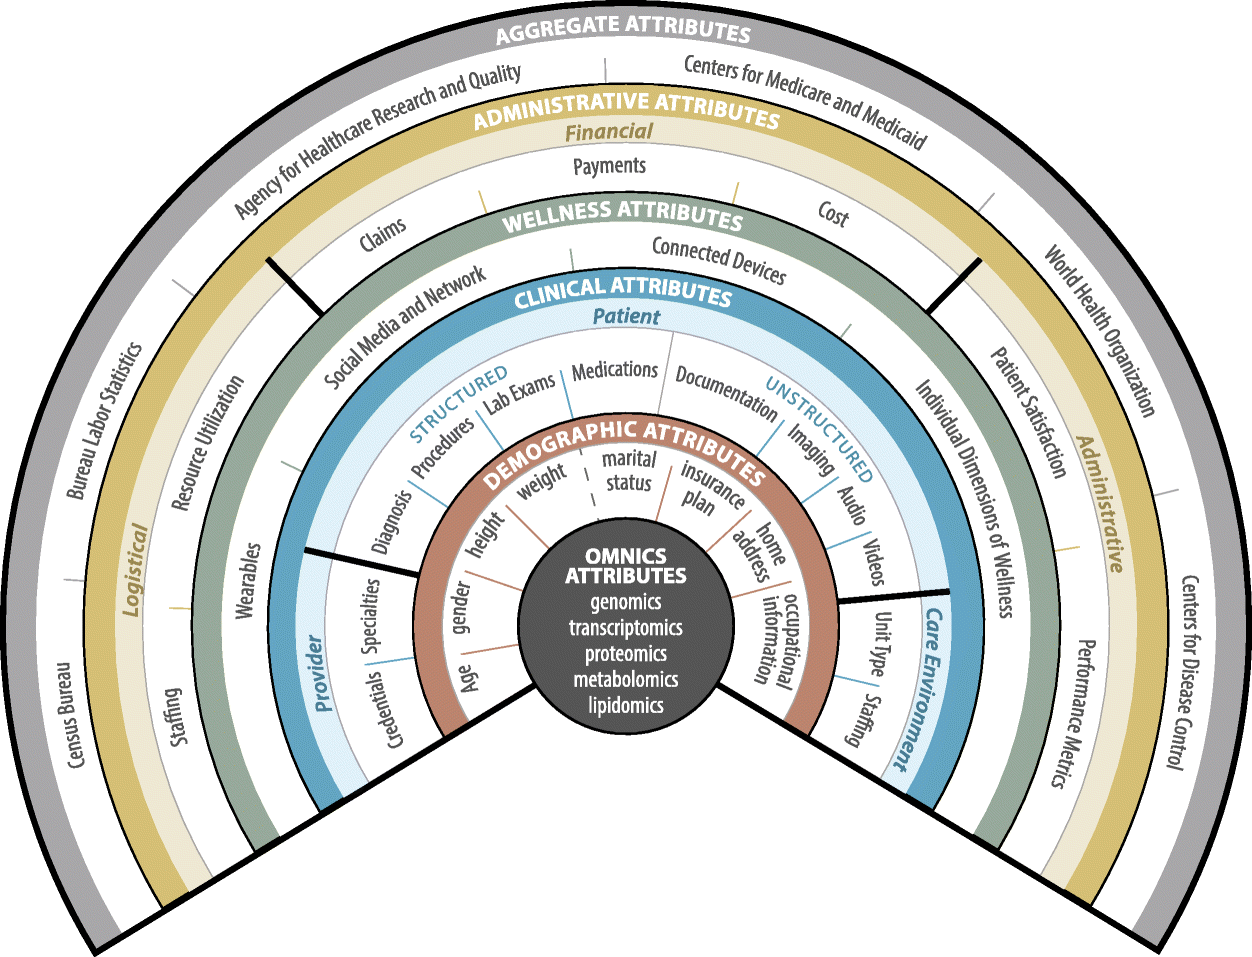 AGGREGATE ATTRIBUTES
Census Bureau
Bureau Labor Statistics
Agency for Healthcare Research and Quality
Centers for Medicare and Medicaid
World Health Organization
Centers for Disease Control
ADMINISTRATIVE ATTRIBUTES
Logistical
Financial
Administrative
Staffing
Resource Utilization
Claims
Payments
Cost
Patient Satisfaction
Performance Metrics
WELLNESS ATTRIBUTES
Wearables
Social Media and Network
Connected Devices
Individual Dimensions of Wellness
CLINICAL ATTRIBUTES
Provider
Patient
Care Environment
Credentials
Specialties
STRUCTURED
Diagnosis
Procedures
Lab Exams
Medications
UNSTRUCTURED
Documentation
Imaging
Audio
Videos
Unit Type
Staffing
DEMOGRAPHIC ATTRIBUTES
Age
gender
height
weight
marital
status
insurance
plan
home
address
occupational
information
OMNICS
ATTRIBUTES
genomics
transcriptomics
proteomics
metabolomics
lipidomics